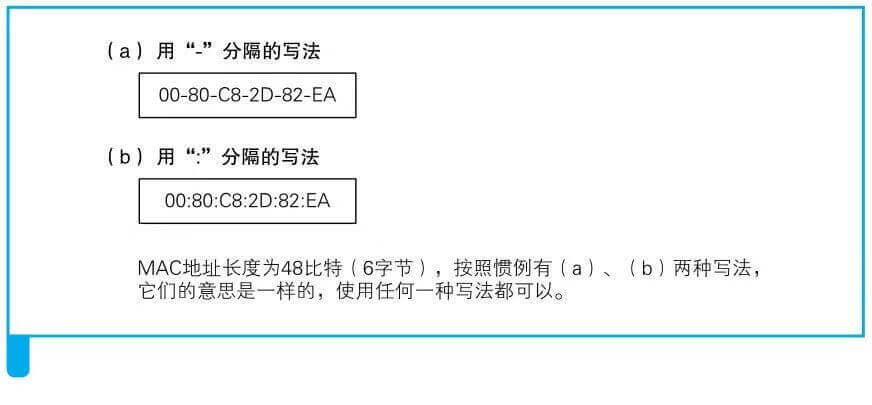 （a）用“-”分隔的写法
00-80-C8-2D-82-EA
（b）用“:”分隔的写法
00:80:C8:2D:82:EA
MAC地址长度为48比特（6字节），按照惯例有（a）、（b）两种写法，
它们的意思是一样的，使用任何一种写法都可以。